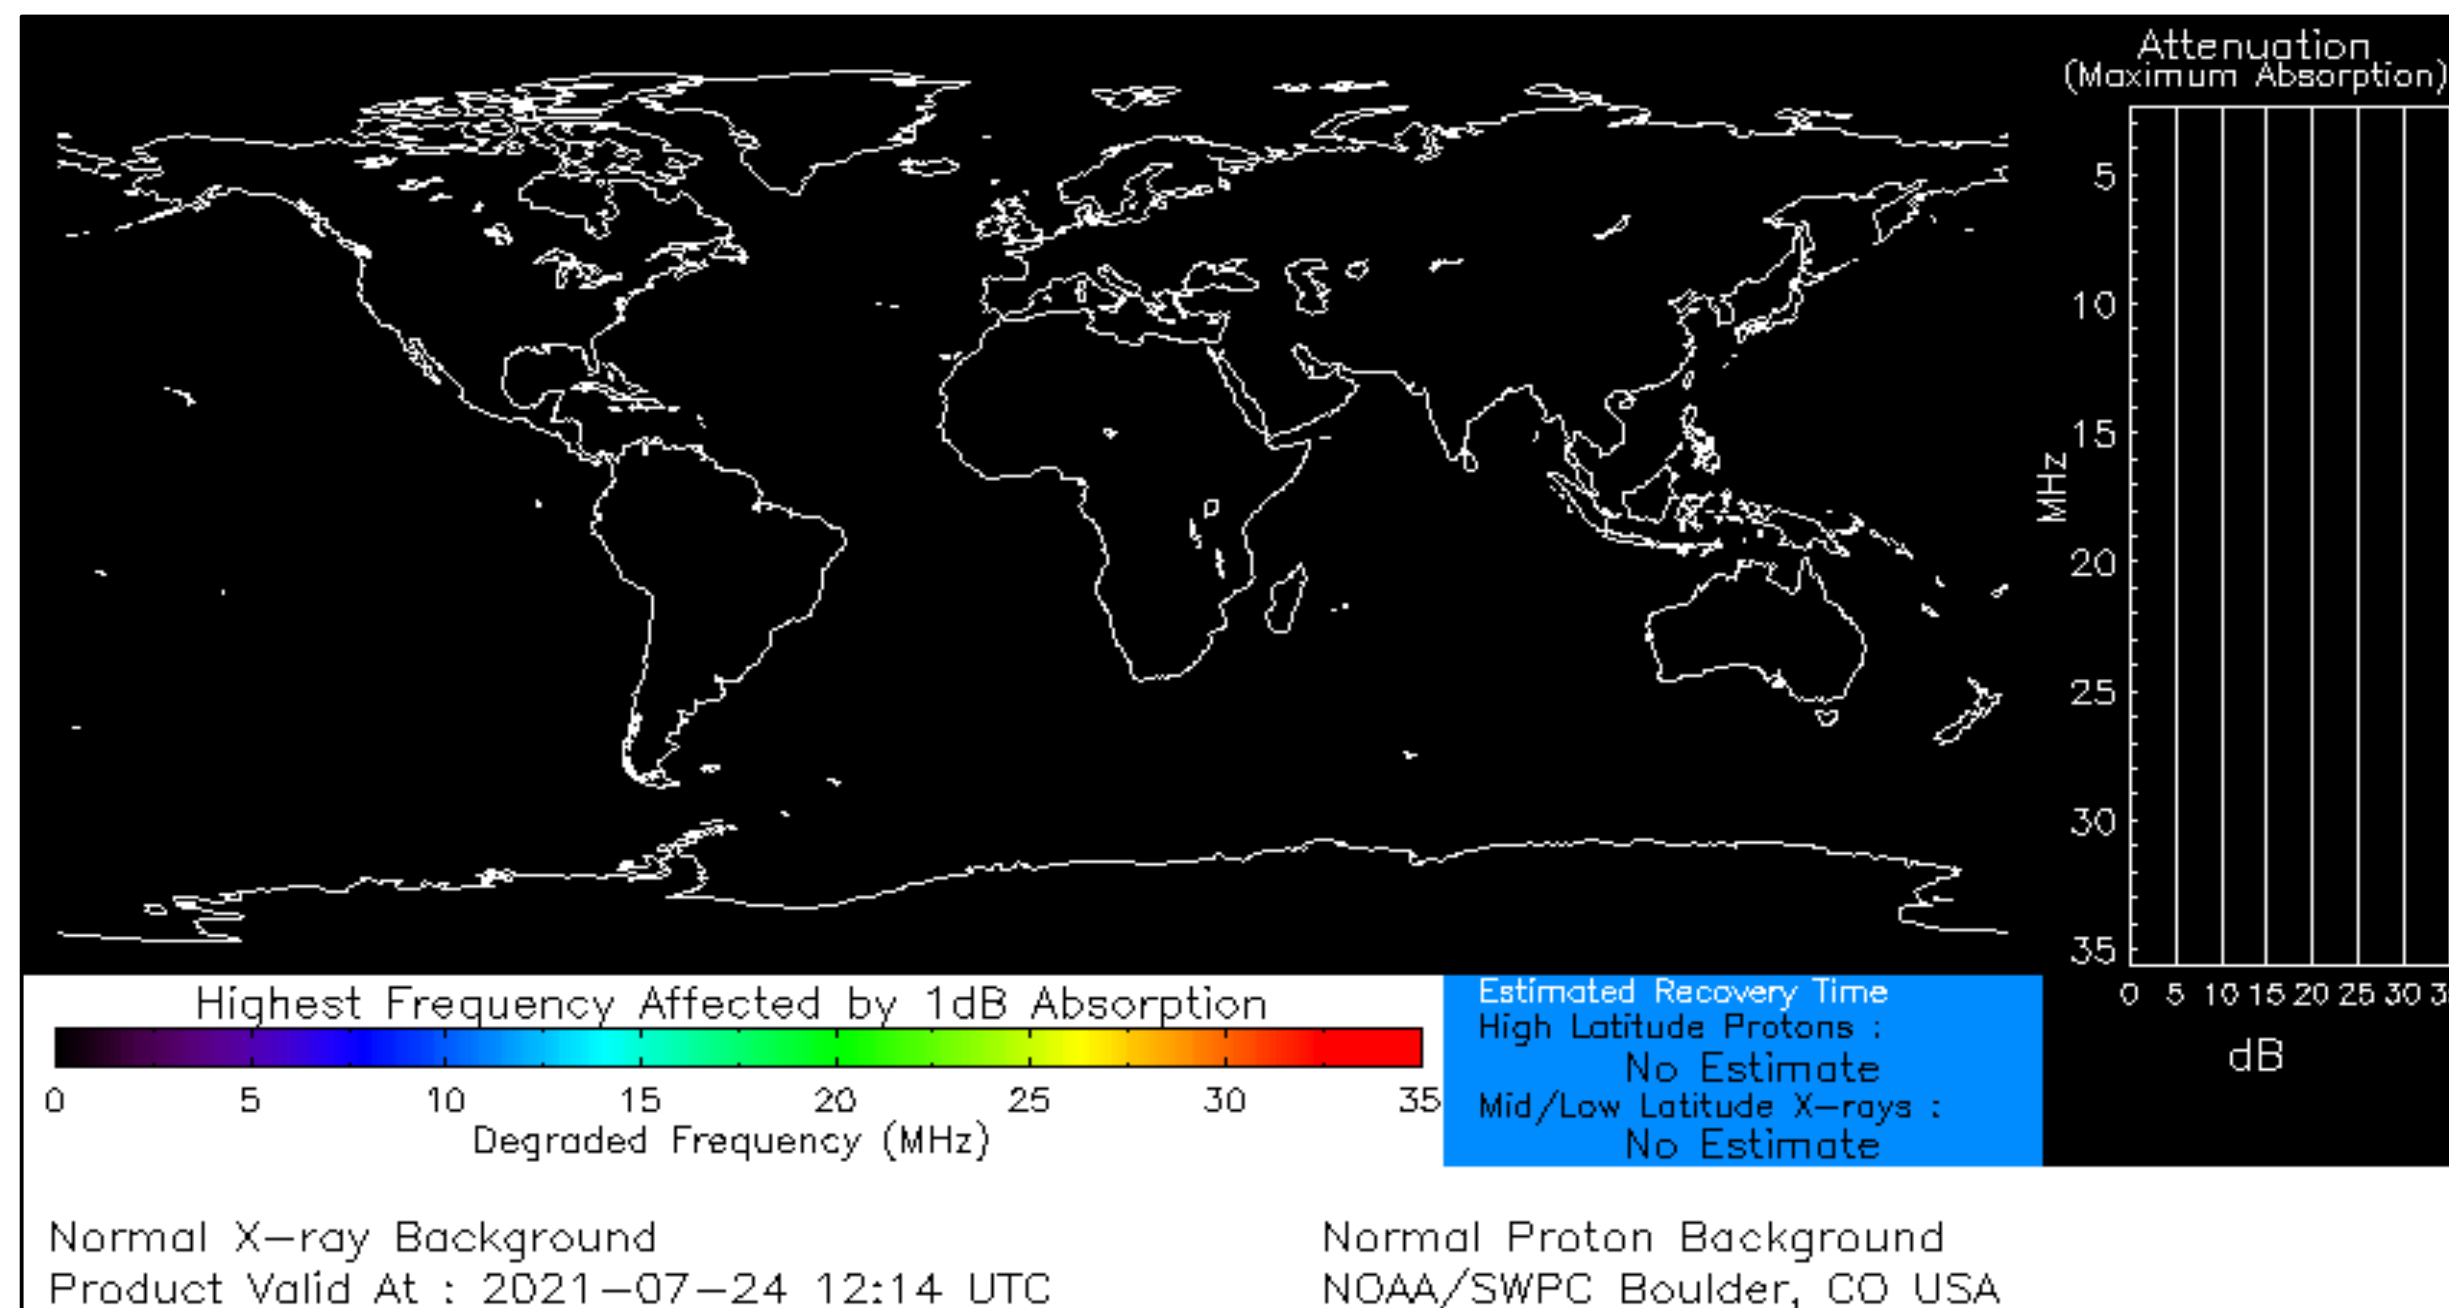 Attenuation
(Maximum Absorption)
5
10
15
20
25
30
35
MHz
0 5 10 15 20 25 30
dB
Highest Frequency Affected by 1dB Absorption
0 5 10 15 20 25 30 35
Degraded Frequency (MHz)
Estimated Recovery Time
High Latitude Protons :
No Estimate
Mid/Low Latitude X-rays :
No Estimate
Normal X-ray Background
Normal Proton Background
Product Valid At : 2021-07-24 12:14 UTC
NOAA/SWPC Boulder, CO USA